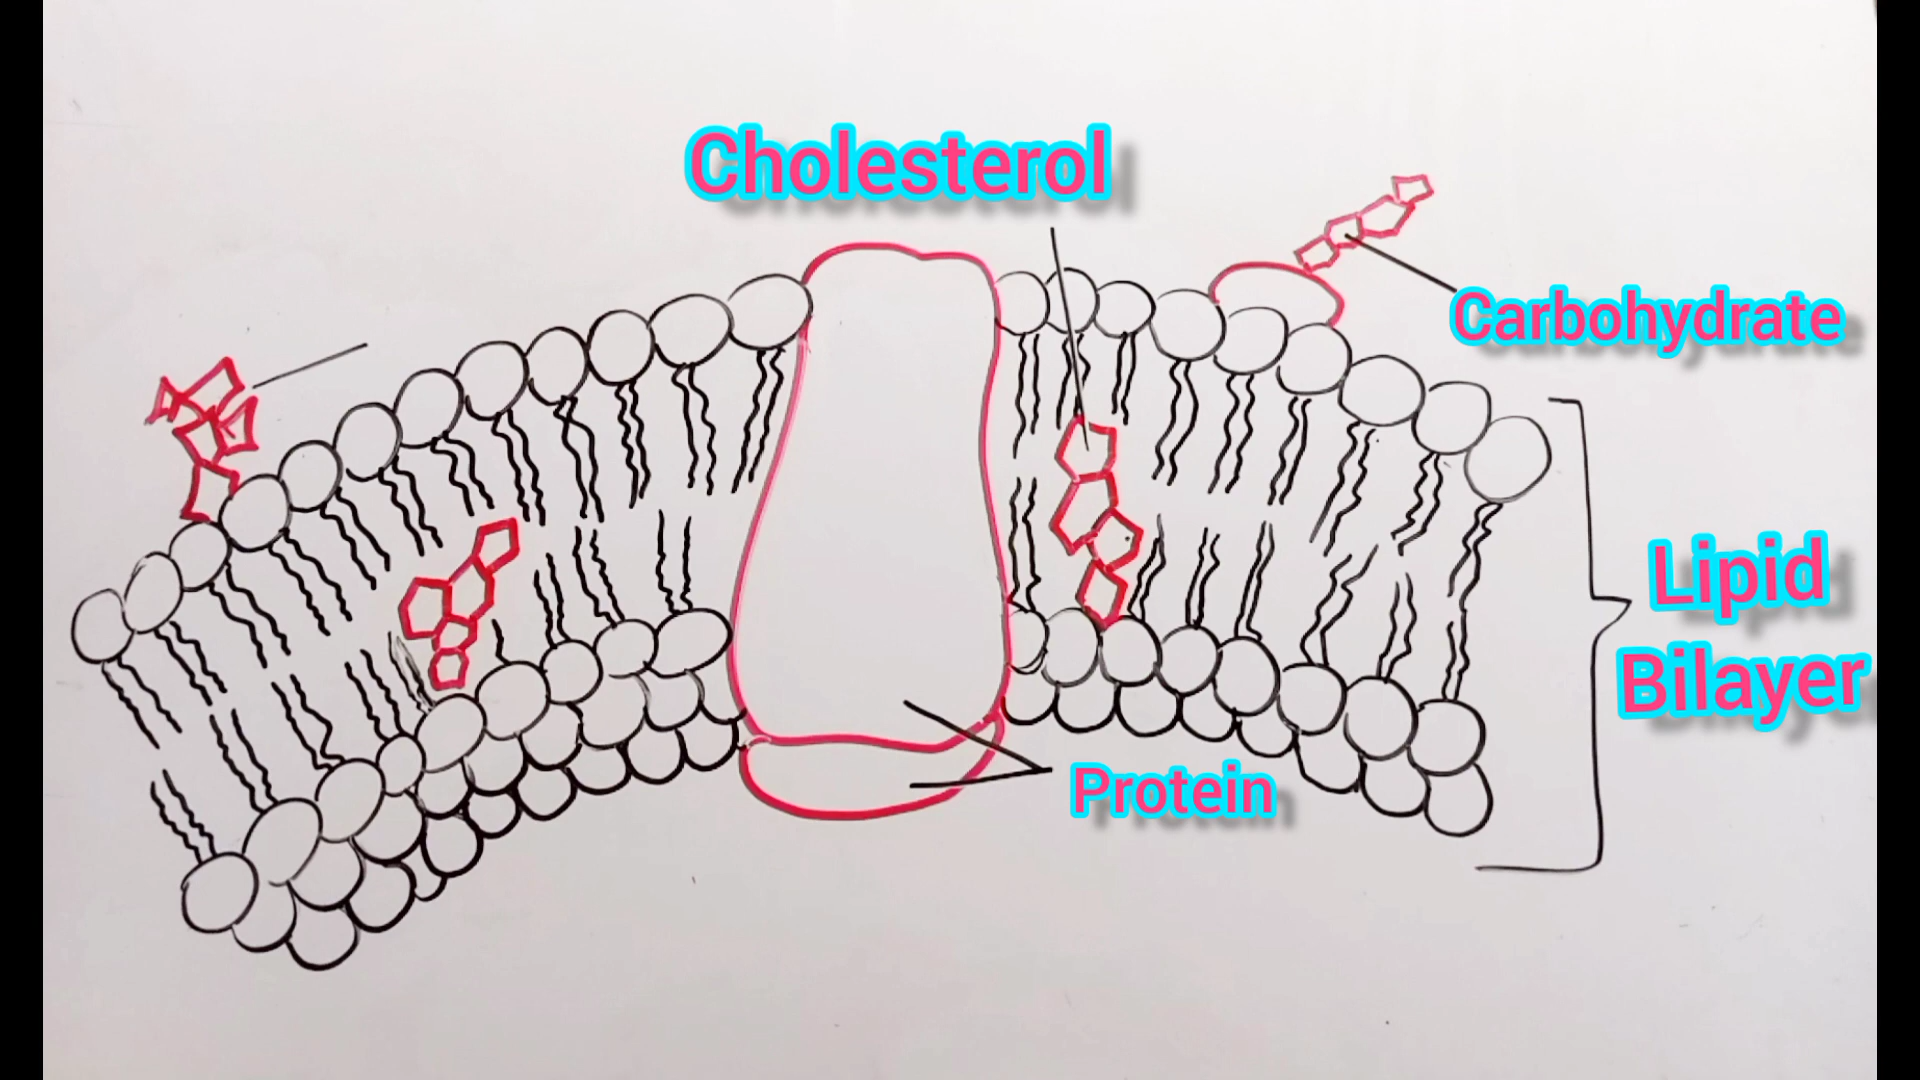 Cholesterol
Carbohydrate
Lipid
Bilayer
Protein